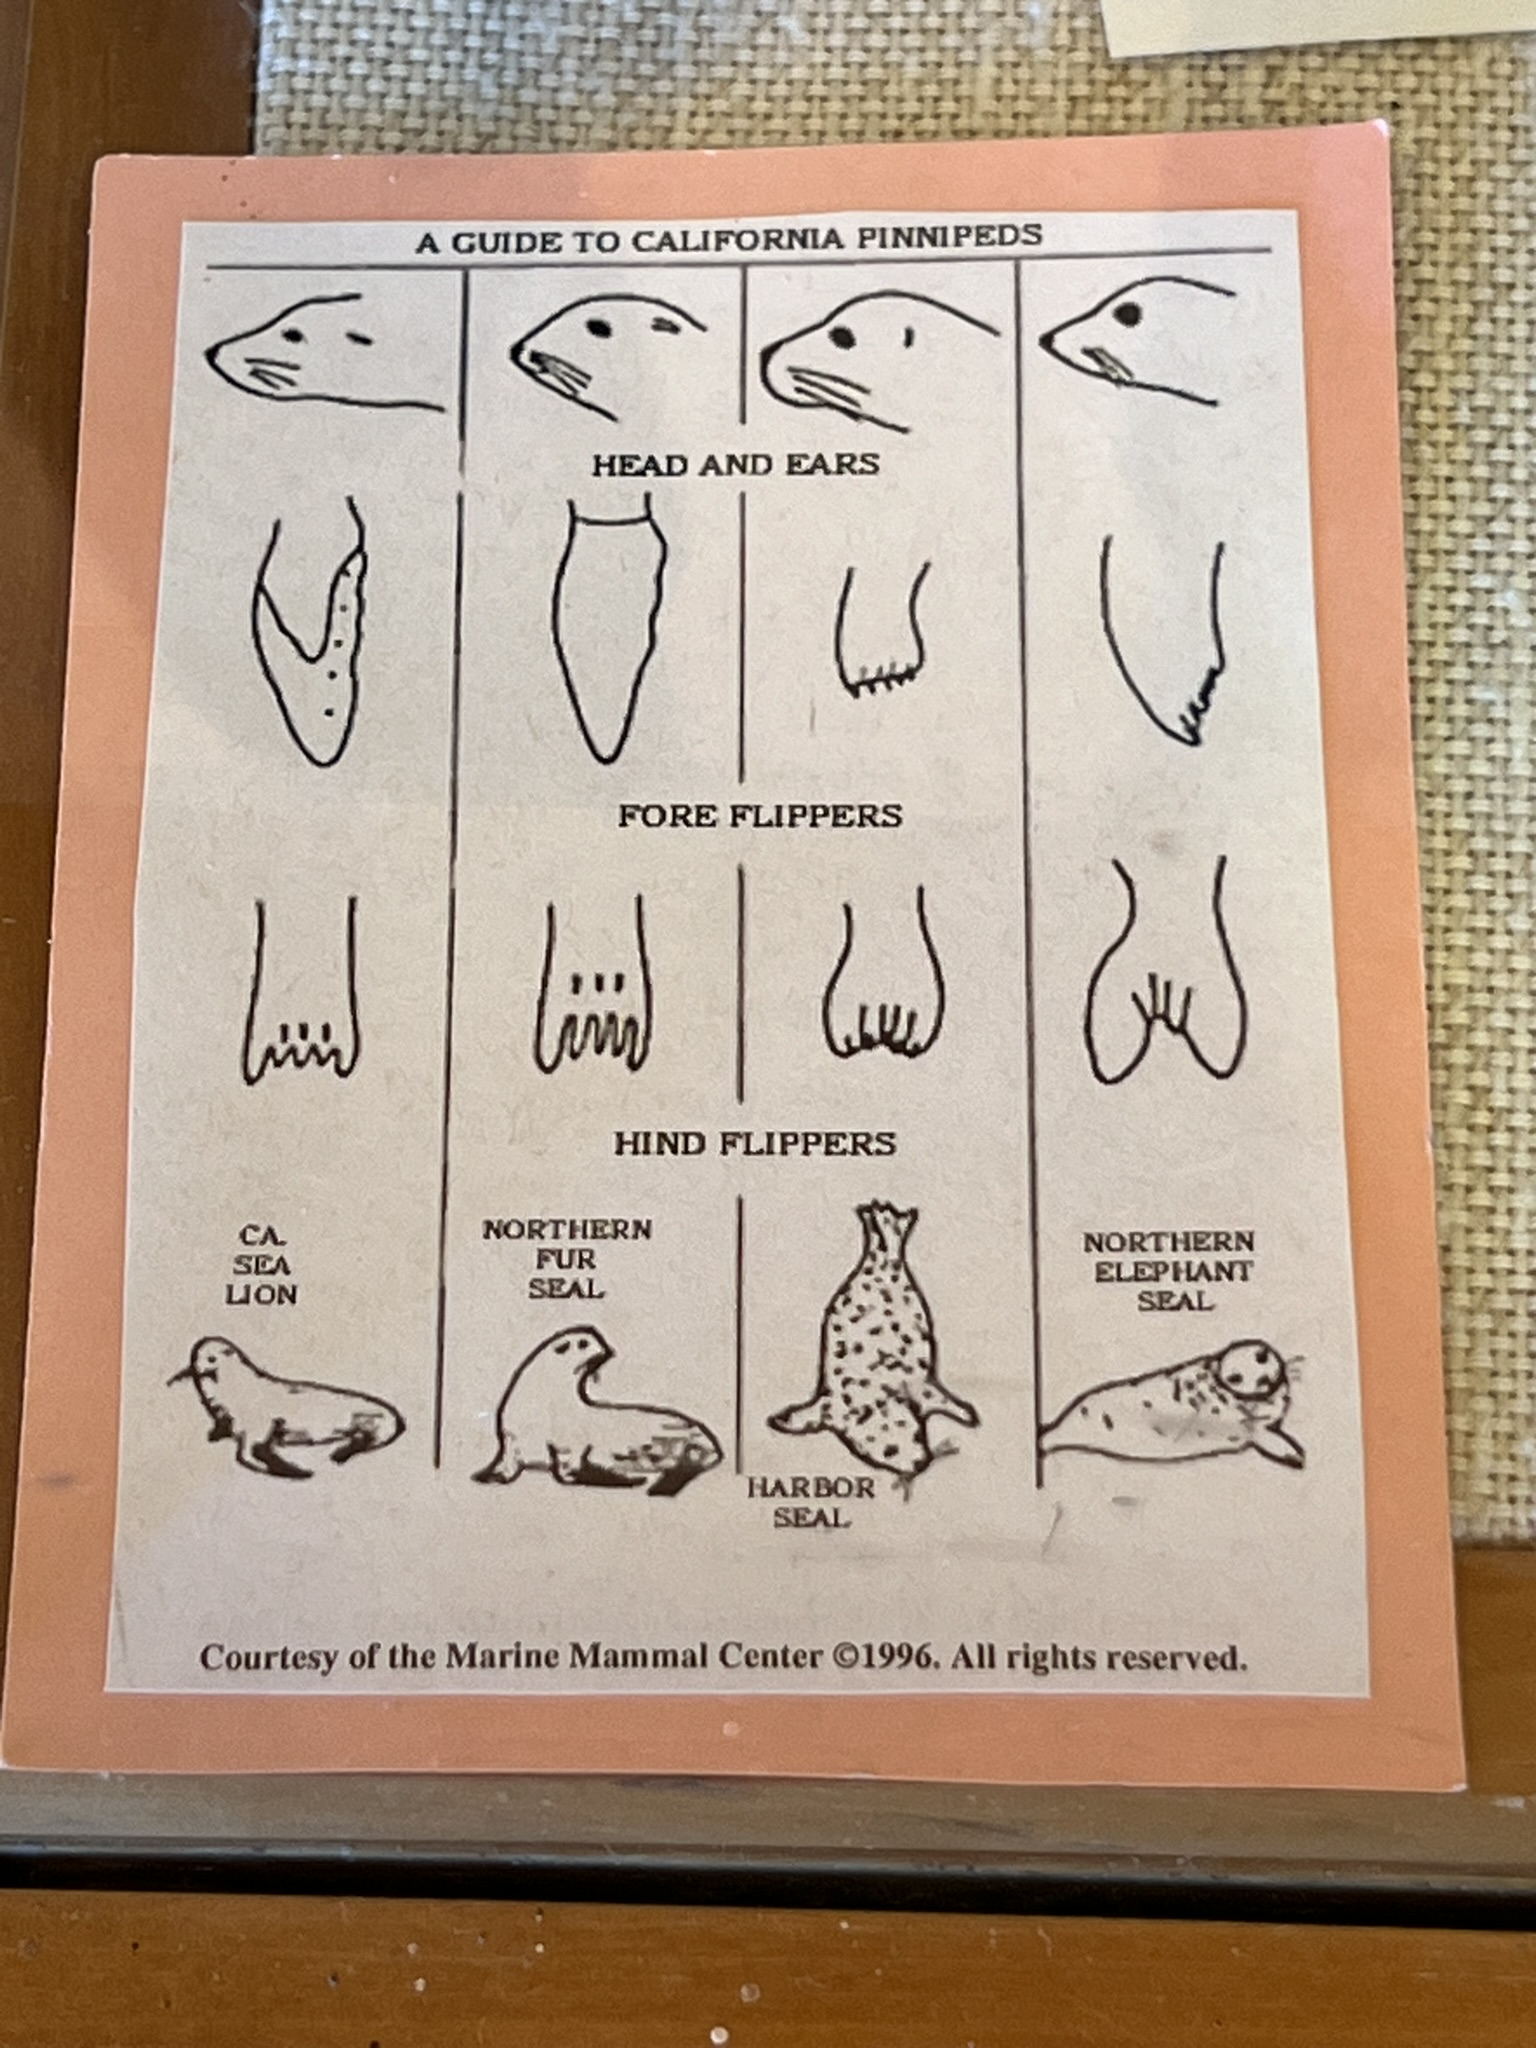 A GUIDE TO CALIFORNIA PINNIPEDS
HEAD AND EARS
FORE FLIPPERS
HIND FLIPPERS
CA.
SEA
LION
NORTHERN
FUR
SEAL
HARBOR
SEAL
NORTHERN
ELEPHANT
SEAL
Courtesy of the Marine Mammal Center ©1996. All rights reserved.